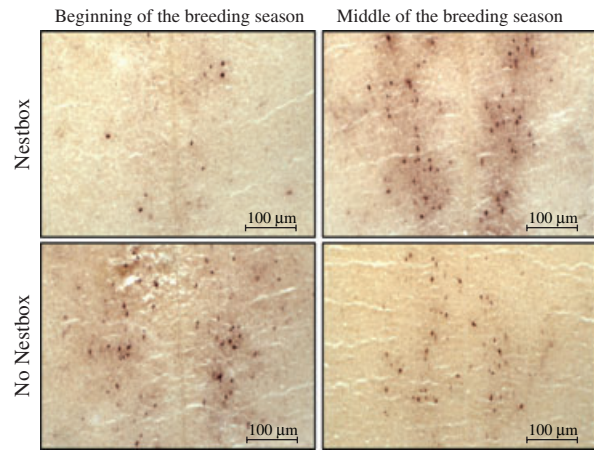 Beginning of the breeding season
Middle of the breeding season
Nestbox
100 µm
100 µm
No Nestbox
100 µm
100 µm